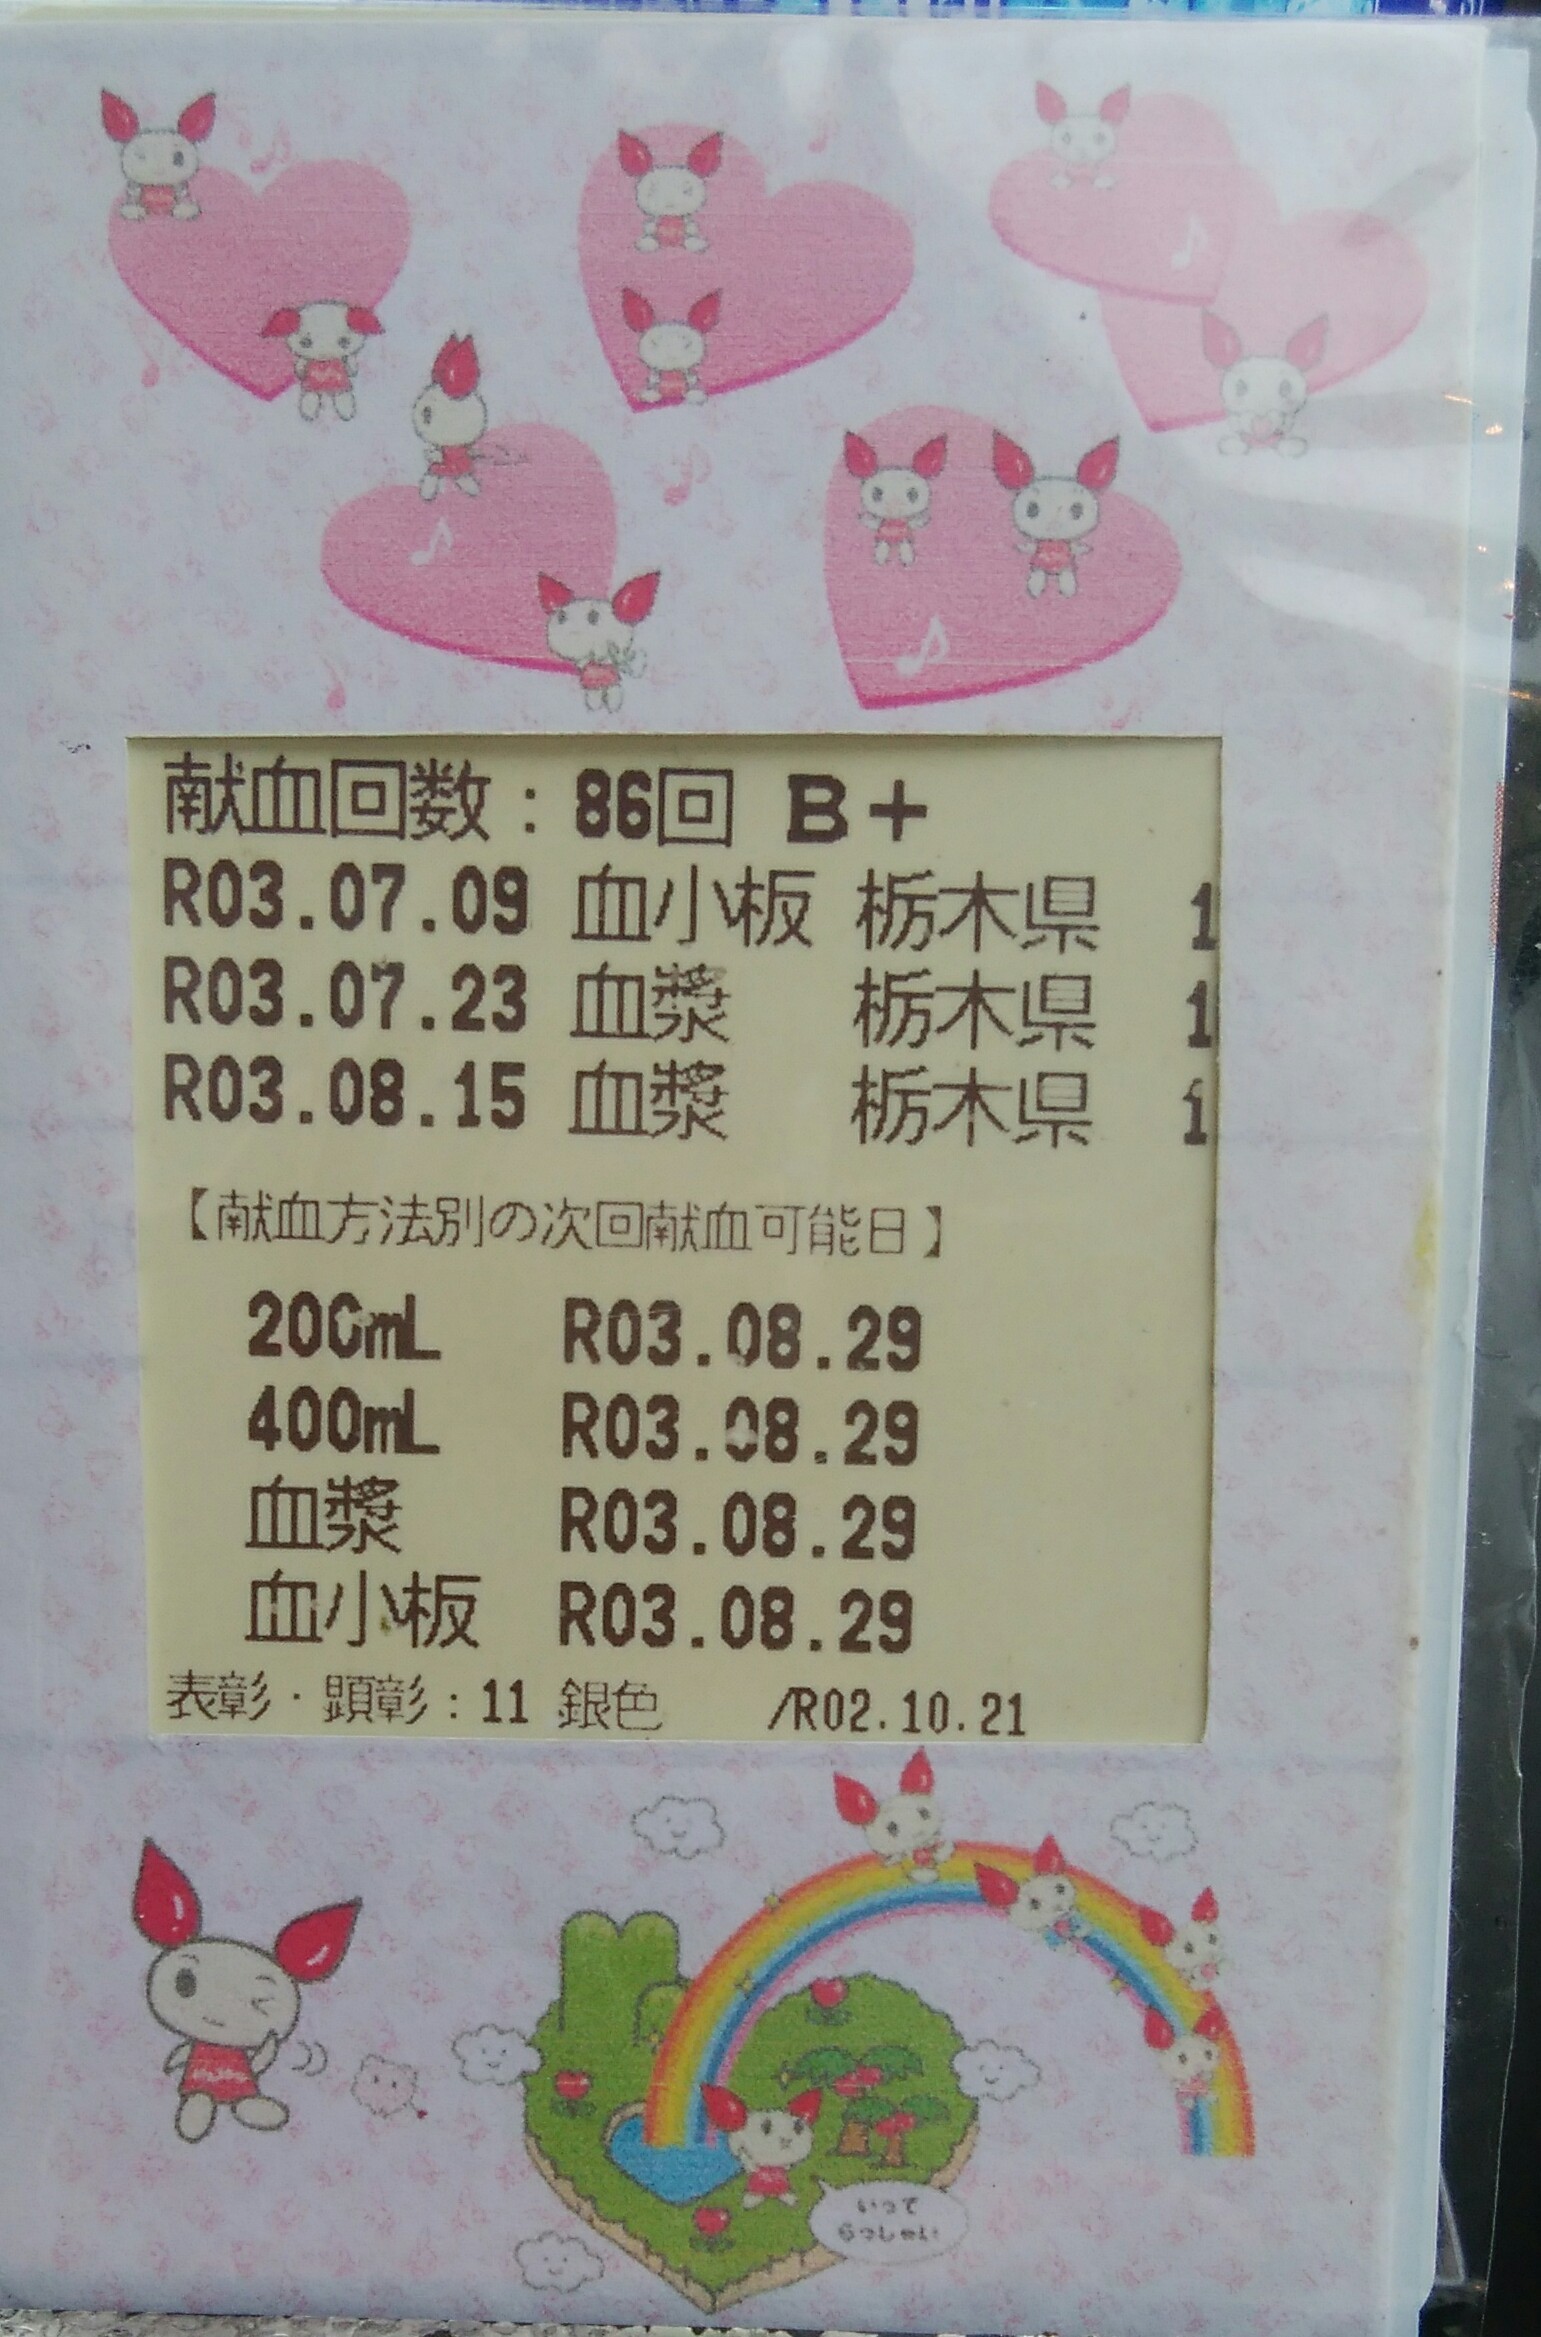 献血回数：86回 B+
R03.07.09 血小板 栃木県 1
R03.07.23 血漿 栃木県 1
R03.08.15 血漿 栃木県 1
【献血方法別の次回献血可能日】
200mL R03.08.29
400mL R03.08.29
血漿 R03.08.29
血小板 R03.08.29
表彰・顕彰：11 銀色 /R02.10.21
いって
らっしゃい